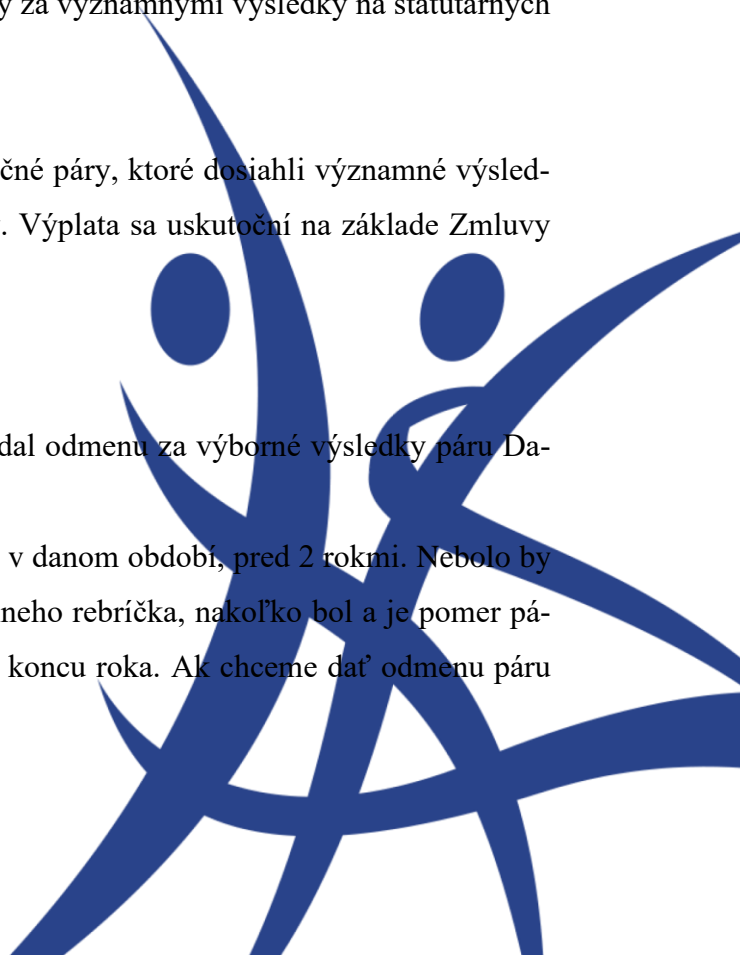 za významnými výsledky na štatutárnych
čné páry, ktoré dosiahli významné výsled-
. Výplata sa uskutoční na základe Zmluvy
dal odmenu za výborné výsledky páru Da-
v danom období, pred 2 rokmi. Nebolo by
neho rebríčka, nakoľko bol a je pomer pá-
koncu roka. Ak chceme dať odmenu páru